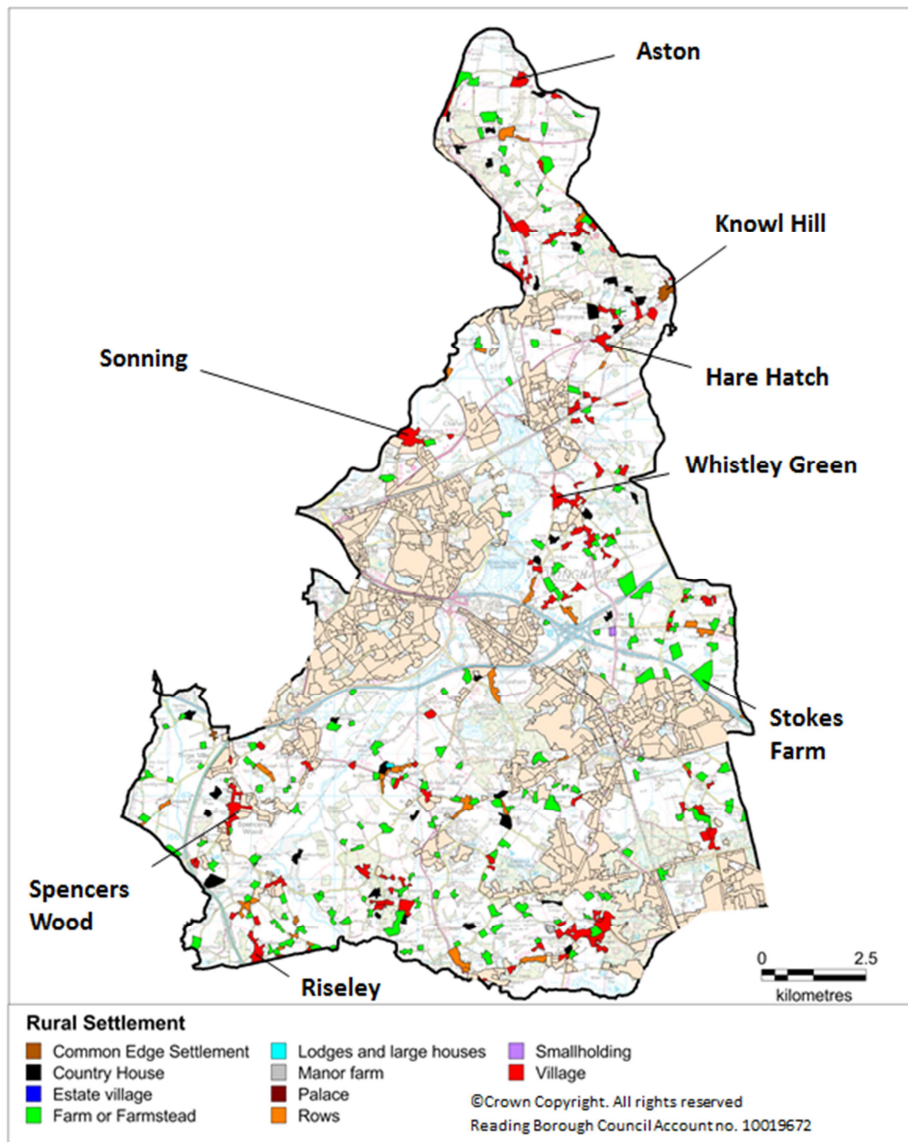 Aston
Knowl Hill
Sonning
Hare Hatch
Whistley Green
Stokes
Farm
Spencers
Wood
Riseley
0 2.5
kilometres
Rural Settlement
Common Edge Settlement
Country House
Estate village
Farm or Farmstead
Lodges and large houses
Manor farm
Palace
Rows
Smallholding
Village
©Crown Copyright. All rights reserved
Reading Borough Council Account no. 10019672